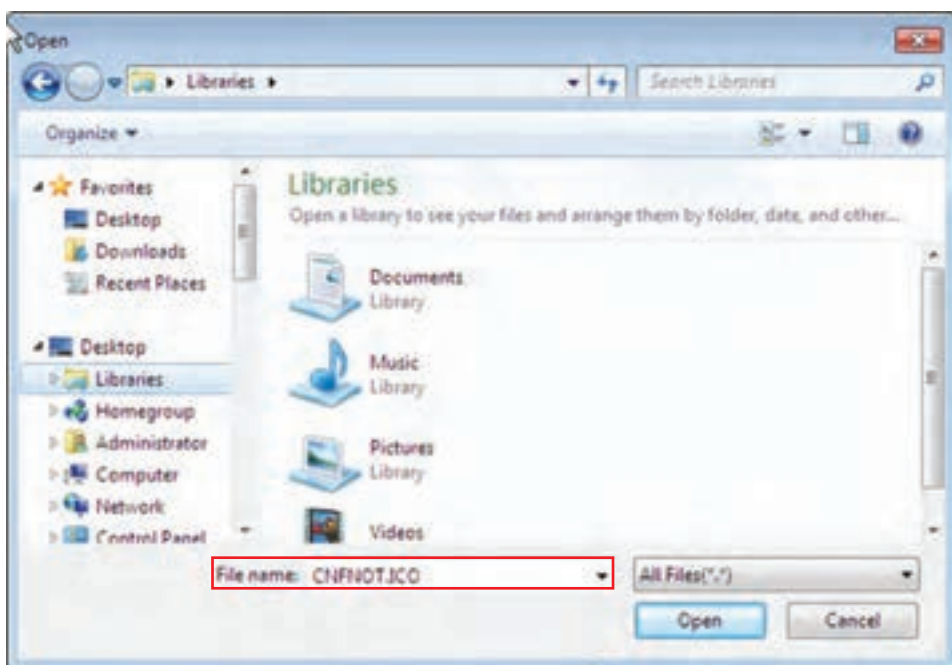 Open
Libraries
Search Libraries
Organize
Favorites
Desktop
Downloads
Recent Places
Desktop
Libraries
Homegroup
Administrator
Computer
Network
Control Panel
Libraries
Open a library to see your files and arrange them by folder, date, and other...
Documents
Library
Music
Library
Pictures
Library
Videos
File name: CNFNOT.ICO
All Files(*.*)
Open Cancel